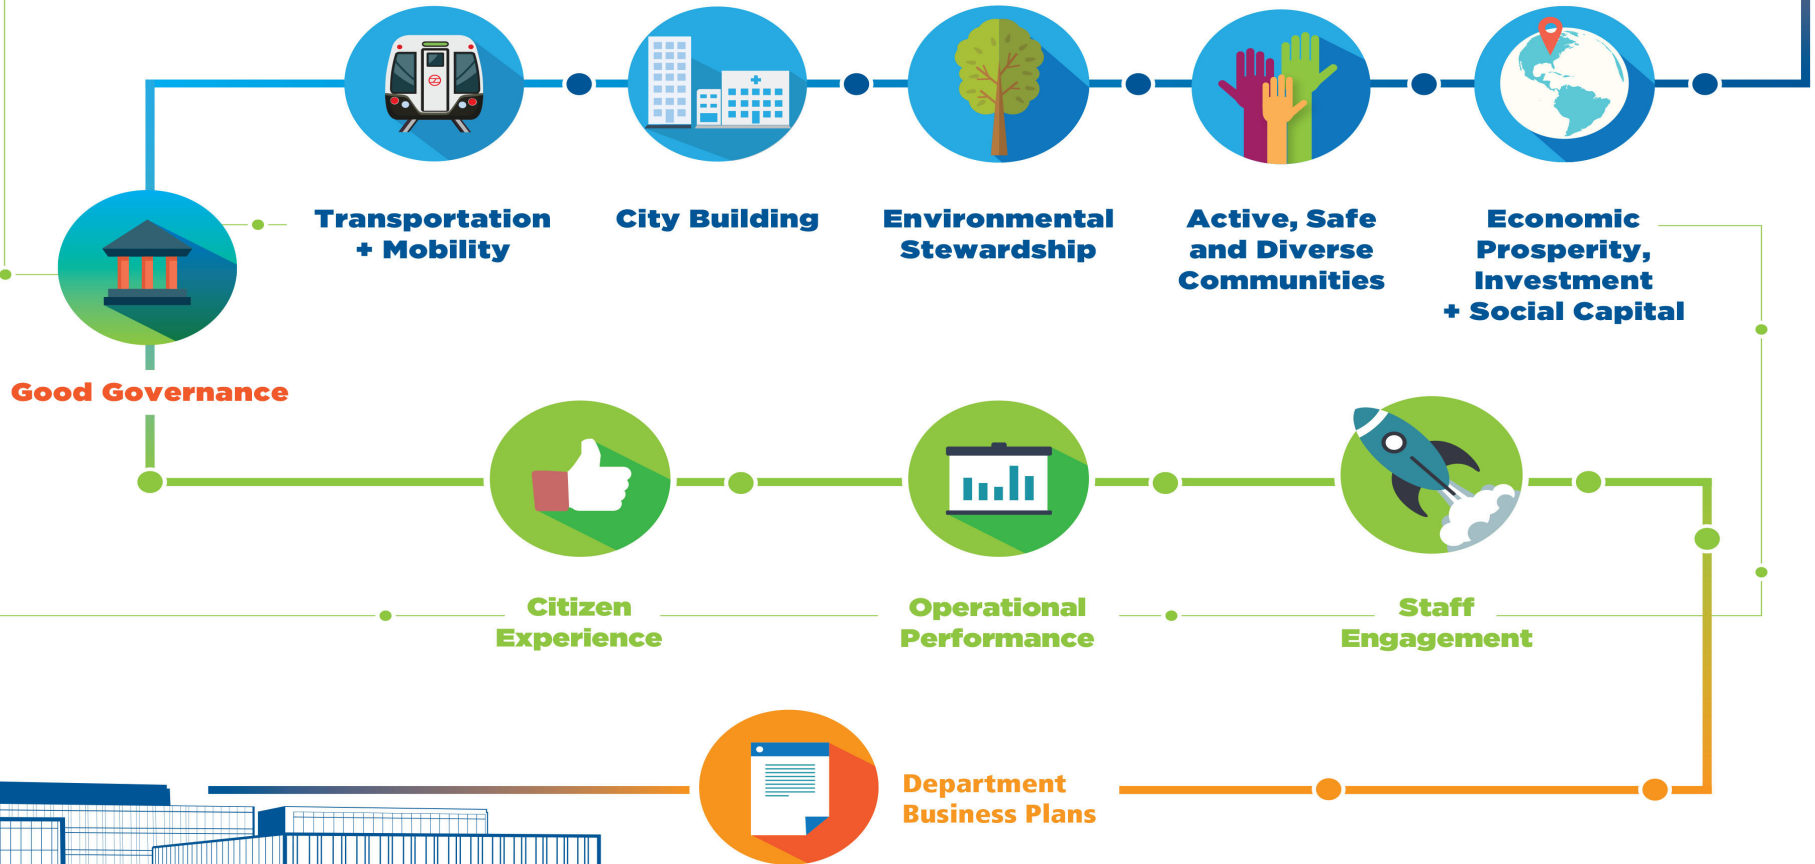 Transportation
+ Mobility
City Building
Environmental
Stewardship
Active, Safe
and Diverse
Communities
Economic
Prosperity,
Investment
+ Social Capital
Good Governance
Citizen
Experience
Operational
Performance
Staff
Engagement
Department
Business Plans